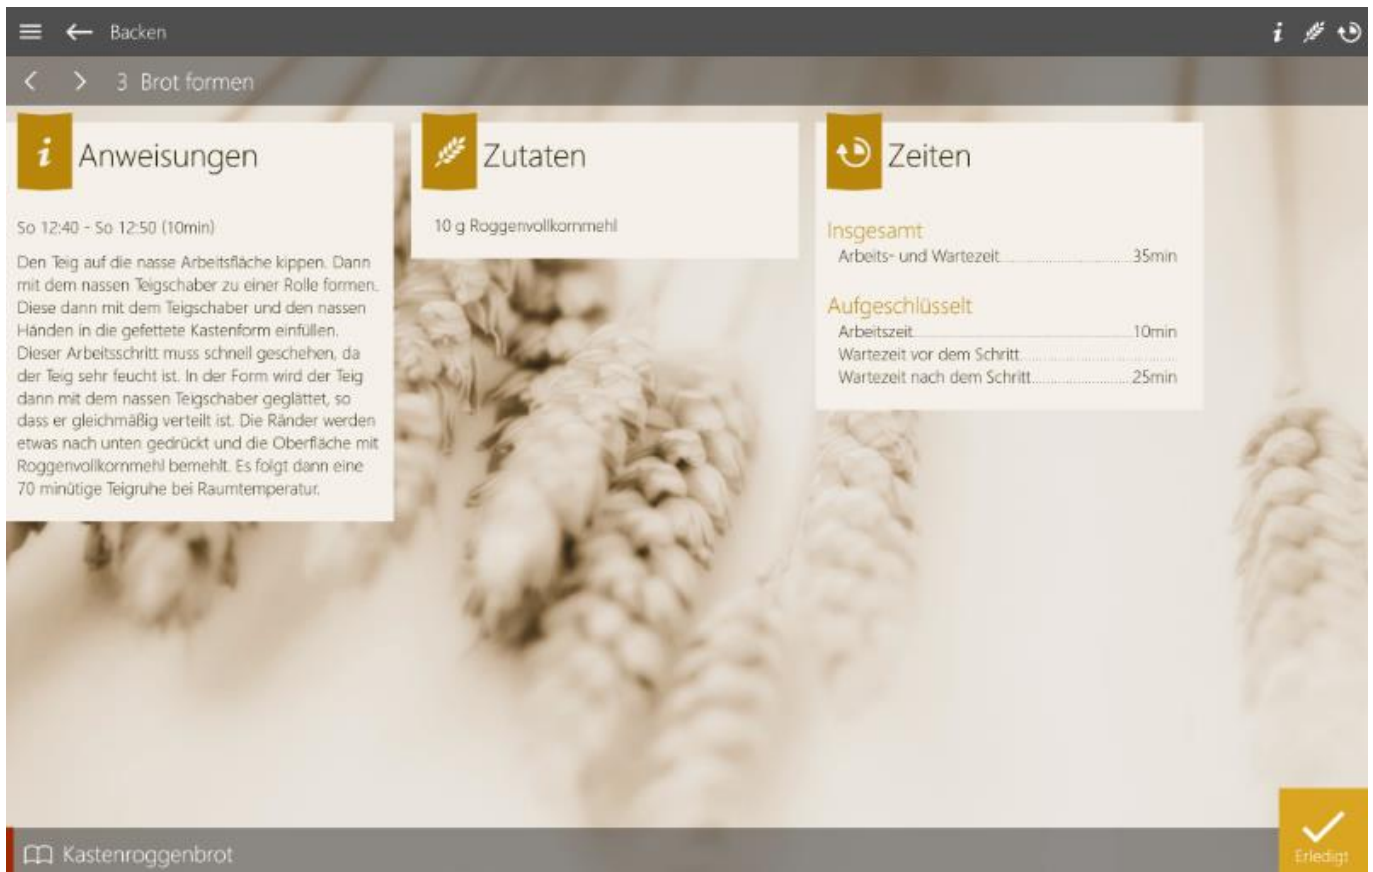 Backen
3 Brot formen
Anweisungen
So 12:40 - So 12:50 (10min)
Den Teig auf die nasse Arbeitsfläche kippen. Dann
mit dem nassen Teigschaber zu einer Rolle formen.
Diese dann mit dem Teigschaber und den nassen
Händen in die gefettete Kastenform einfüllen.
Dieser Arbeitsschritt muss schnell geschehen, da
der Teig sehr feucht ist. In der Form wird der Teig
dann mit dem nassen Teigschaber geglättet, so
dass er gleichmäßig verteilt ist. Die Ränder werden
etwas nach unten gedrückt und die Oberfläche mit
Roggenvollkornmehl bemehlt. Es folgt dann eine
70 minütige Teigruhe bei Raumtemperatur.
Zutaten
10 g Roggenvollkornmehl
Zeiten
Insgesamt
Arbeits- und Wartezeit 35min
Aufgeschlüsselt
Arbeitszeit 10min
Wartezeit vor dem Schritt
Wartezeit nach dem Schritt 25min
Kastenroggenbrot
Erledigt